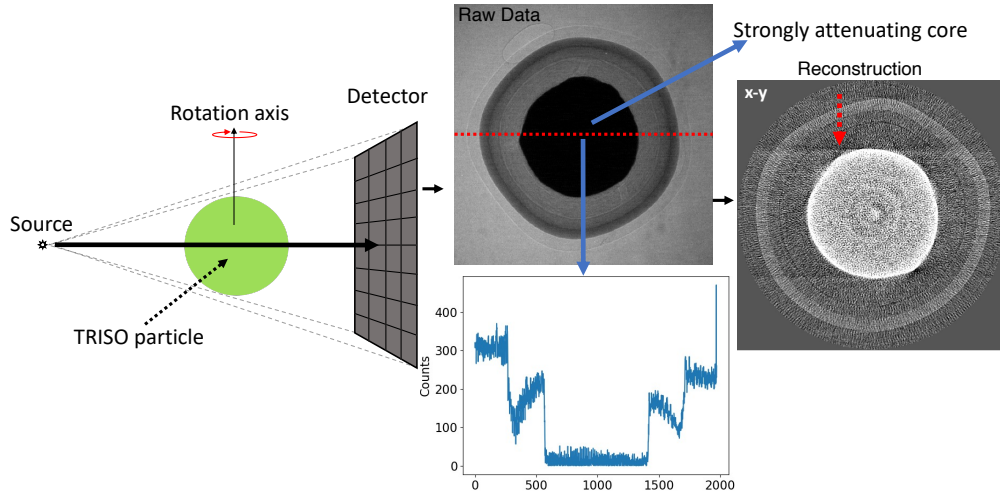 Raw Data
Strongly attenuating core
Reconstruction
x-y
Detector
Rotation axis
Source
TRISO particle
Counts
400
300
200
100
0
0
500
1000
1500
2000